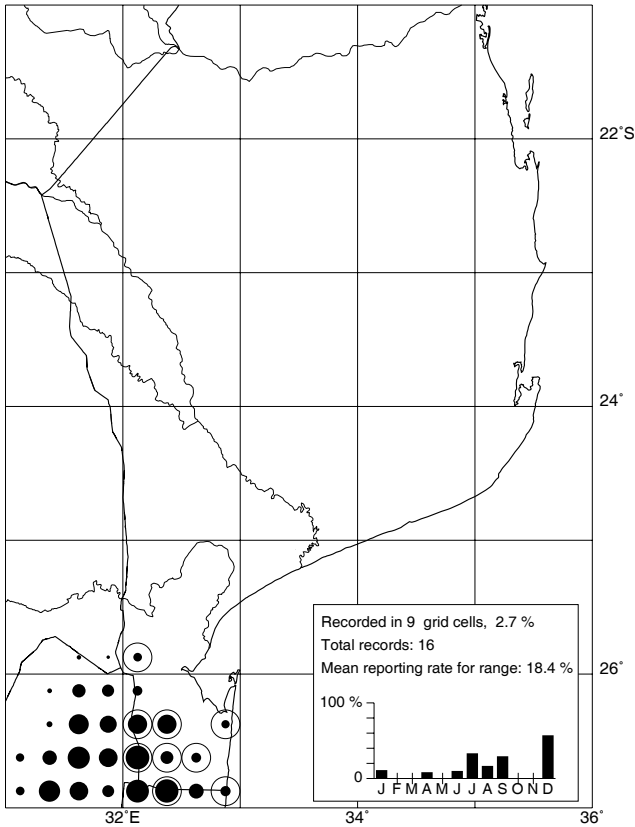 22˚S
24˚
26˚
Recorded in 9 grid cells, 2.7 %
Total records: 16
Mean reporting rate for range: 18.4 %
100 %
0
J F M A M J J A S O N D
32˚E
34˚
36˚